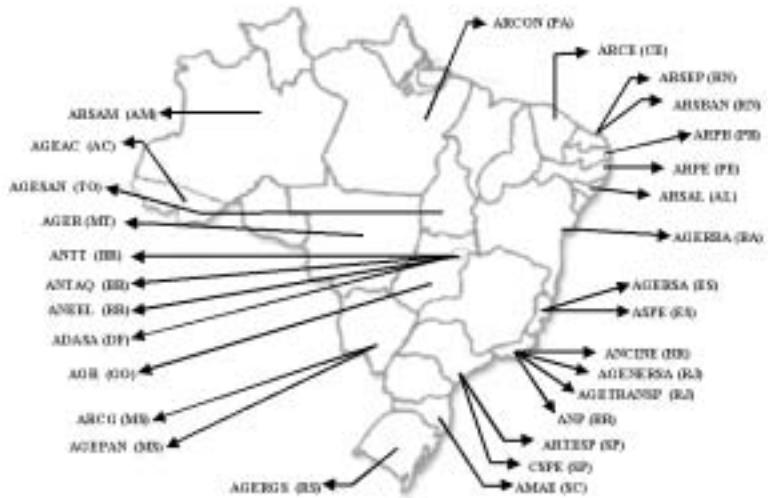 ARCON (PA)
ARCE (CE)
ARSEP (RN)
ARSBAN (RN)
ARPB (PB)
ARPE (PE)
ARSAL (AL)
AGERBA (BA)
AGERSA (ES)
ASPE (ES)
ANCINE (BR)
AGENERSA (RJ)
AGETRANSP (RJ)
ANP (BR)
ARTESP (SP)
CSPE (SP)
AMAE (SC)
ARSAM (AM)
AGEAC (AC)
AGESAN (TO)
AGER (MT)
ANTT (BR)
ANTAQ (BR)
ANEEL (BR)
ADASA (DF)
AGR (GO)
ARCG (MS)
AGEPAN (MS)
AGERGS (RS)